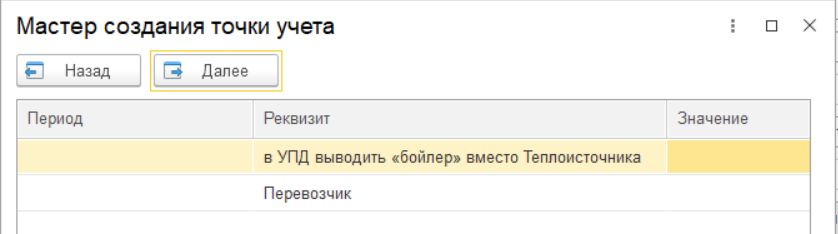 Мастер создания точки учета
Назад Далее
Период Реквизит Значение
в УПД выводить «бойлер» вместо Теплоисточника
Перевозчик